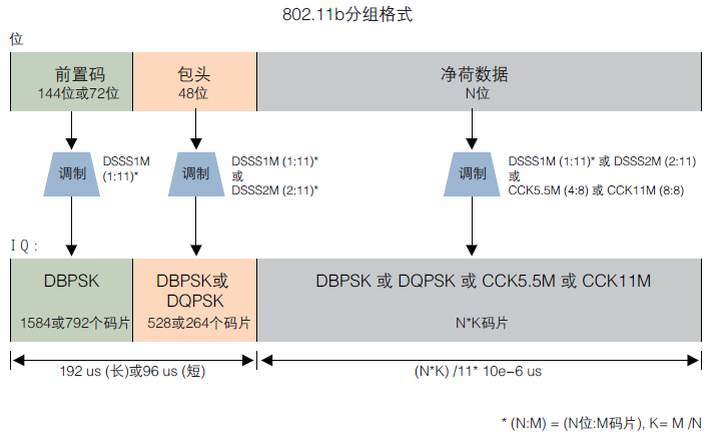 802.11b分组格式
位
前置码
144位或72位
包头
48位
净荷数据
N位
调制
DSSS1M
(1:11)*
调制
DSSS1M (1:11)*
或
DSSS2M (2:11)*
调制
DSSS1M (1:11)* 或 DSSS2M (2:11)
或
CCK5.5M (4:8) 或 CCK11M (8:8)
IQ:
DBPSK
1584或792个码片
DBPSK或
DQPSK
528或264个码片
DBPSK 或 DQPSK 或 CCK5.5M 或 CCK11M
N*K码片
192 us (长)或96 us (短)
(N*K) /11* 10e-6 us
* (N:M) = (N位:M码片), K= M /N